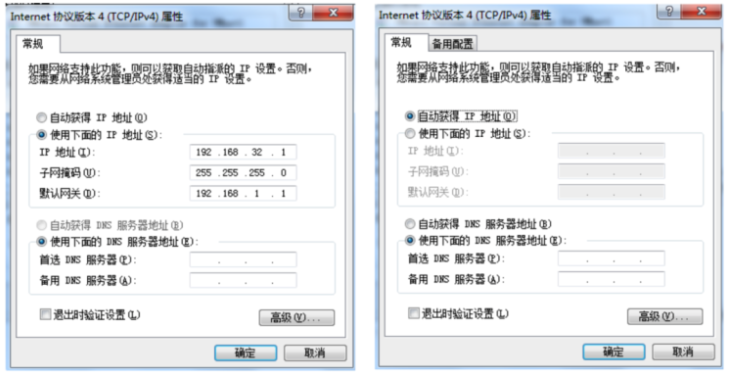 Internet 协议版本 4 (TCP/IPv4) 属性
常规
如果网络支持此功能，则可以获取自动指派的 IP 设置。否则，
您需要从网络系统管理员处获得适当的 IP 设置。
自动获得 IP 地址(O)
使用下面的 IP 地址(S):
IP 地址(I): 192 .168 . 32 . 1
子网掩码(U): 255 .255 .255 . 0
默认网关(D): 192 .168 . 1 . 1
自动获得 DNS 服务器地址(B)
使用下面的 DNS 服务器地址(E):
首选 DNS 服务器(P): . . .
备用 DNS 服务器(A): . . .
退出时验证设置(L)
高级(V)...
确定 取消
Internet 协议版本 4 (TCP/IPv4) 属性
常规 备用配置
如果网络支持此功能，则可以获取自动指派的 IP 设置。否则，
您需要从网络系统管理员处获得适当的 IP 设置。
自动获得 IP 地址(O)
使用下面的 IP 地址(S):
IP 地址(I): . . .
子网掩码(U): . . .
默认网关(D): . . .
自动获得 DNS 服务器地址(B)
使用下面的 DNS 服务器地址(E):
首选 DNS 服务器(P): . . .
备用 DNS 服务器(A): . . .
退出时验证设置(L)
高级(V)...
确定 取消